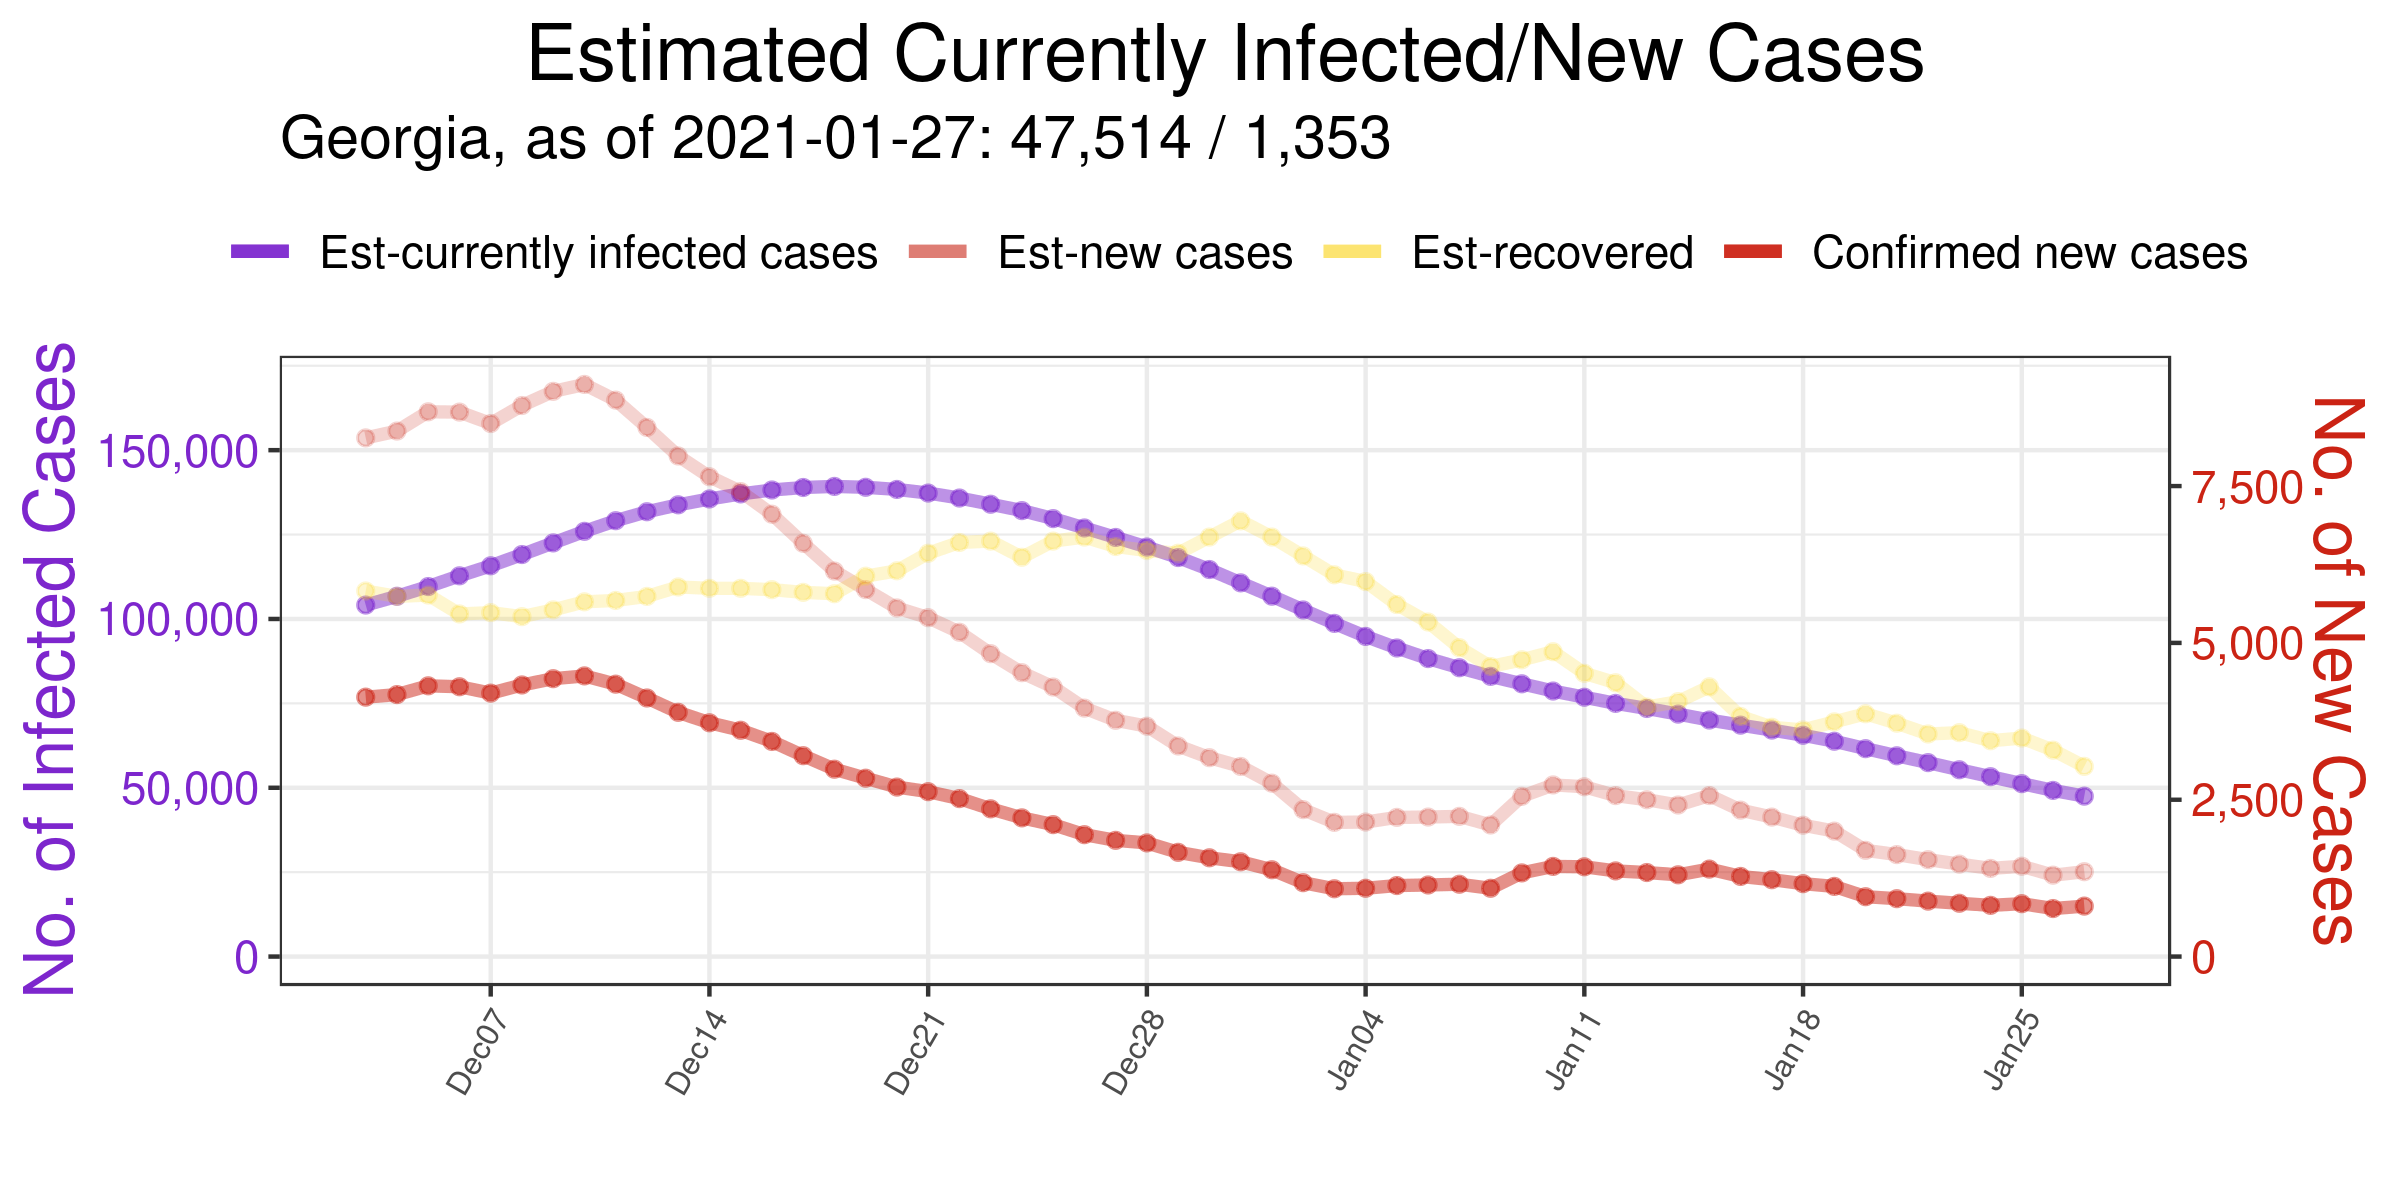 Estimated Currently Infected/New Cases
Georgia, as of 2021-01-27: 47,514 / 1,353
Est-currently infected cases Est-new cases Est-recovered Confirmed new cases
No. of Infected Cases
150,000
100,000
50,000
0
7,500
5,000
2,500
0
No. of New Cases
Dec07 Dec14 Dec21 Dec28 Jan04 Jan11 Jan18 Jan25